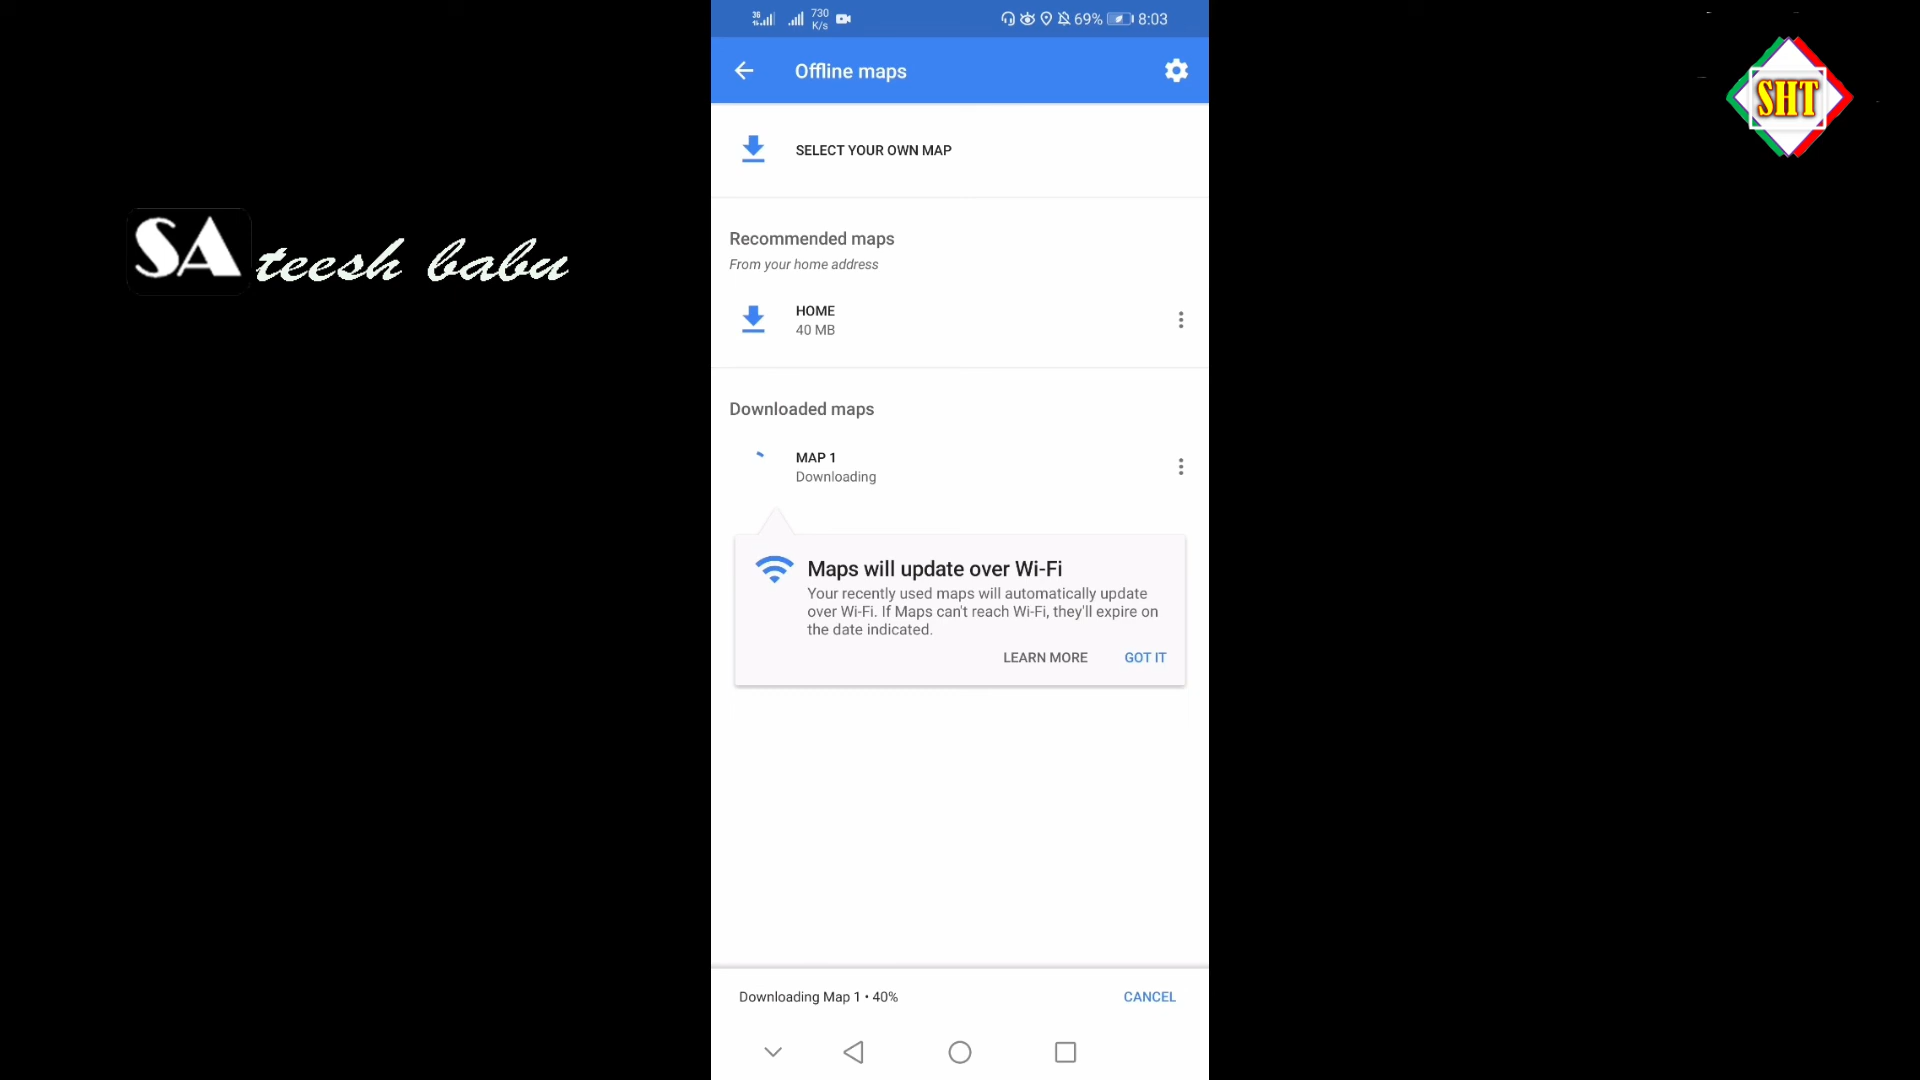 3G 730 K/s 69% 8:03
Offline maps
SHT
SELECT YOUR OWN MAP
SAteesh babu
Recommended maps
From your home address
HOME
40 MB
Downloaded maps
MAP 1
Downloading
Maps will update over Wi-Fi
Your recently used maps will automatically update
over Wi-Fi. If Maps can't reach Wi-Fi, they'll expire on
the date indicated.
LEARN MORE GOT IT
Downloading Map 1 • 40% CANCEL